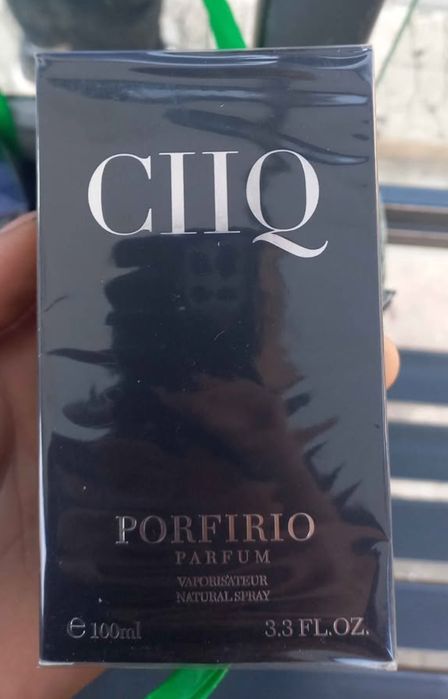 CIIQ
PORFIRIO
PARFUM
VAPORISATEUR
NATURAL SPRAY
℮ 100ml 3.3 FL.OZ.